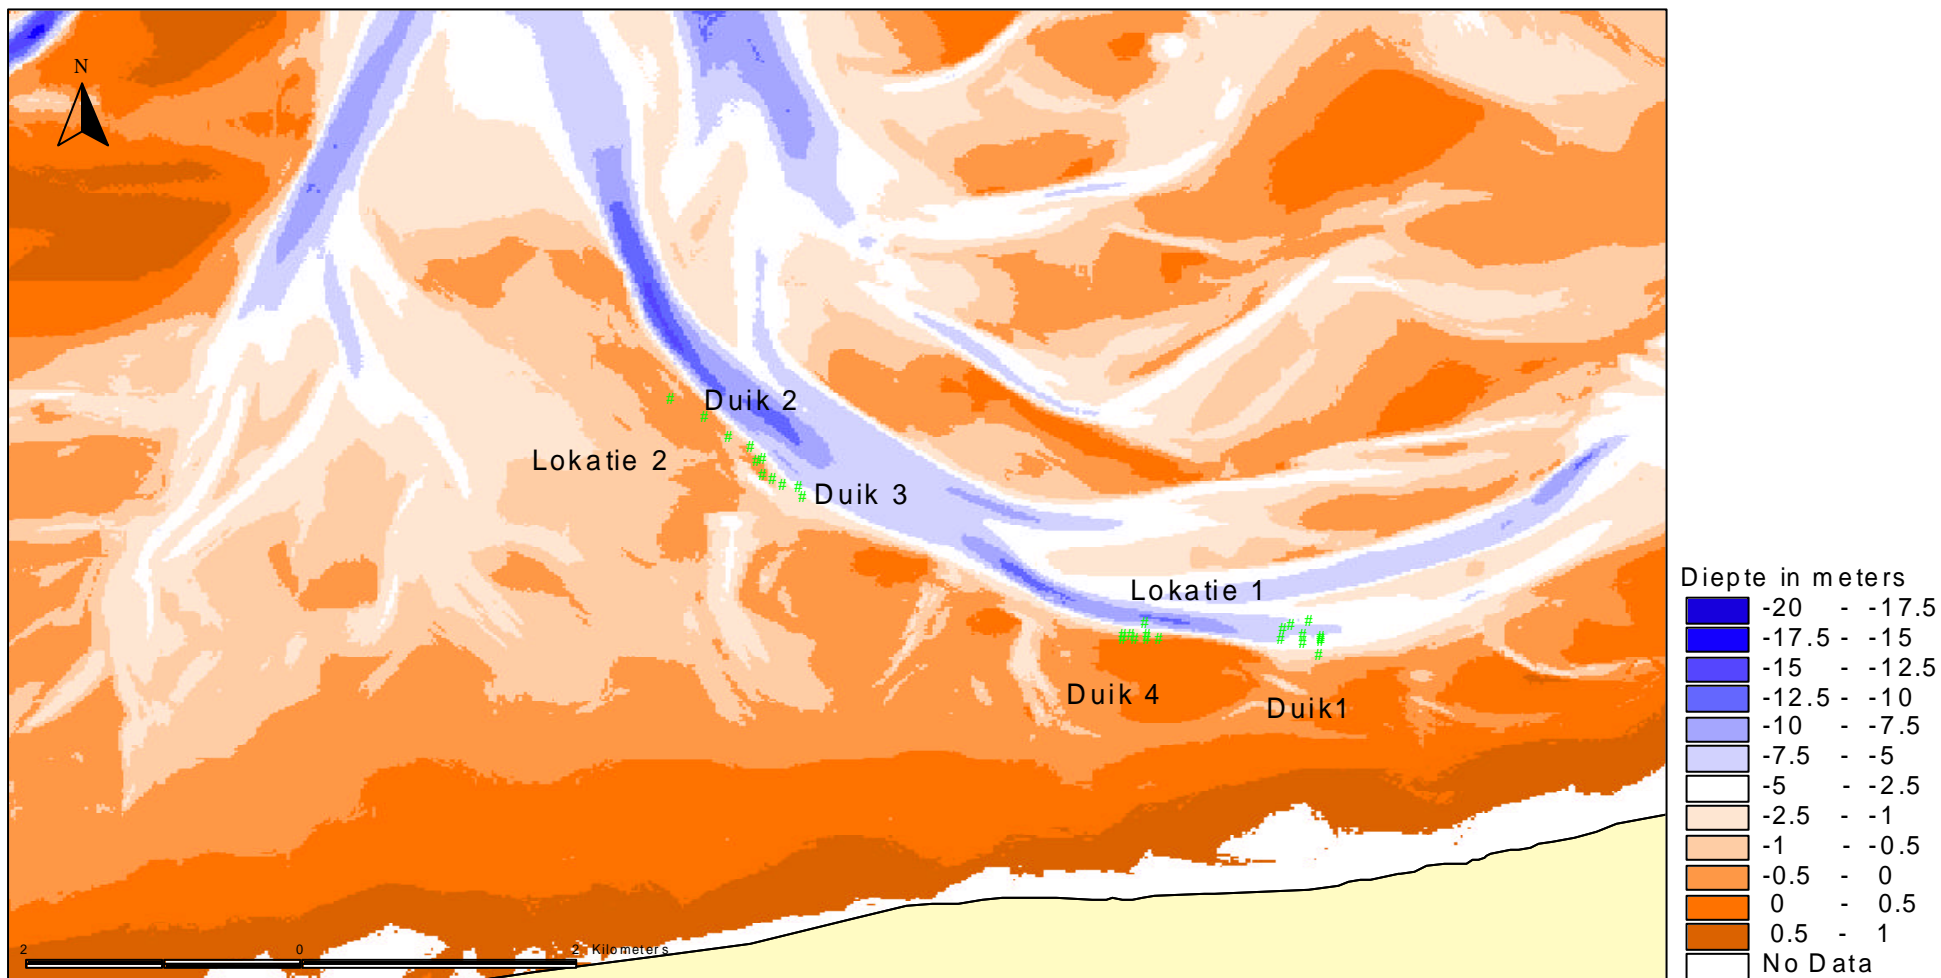 N
Duik 2
Lokatie 2
Duik 3
Lokatie 1
Duik 4
Duik1
2 0 2 Kilometers
Diepte in meters
-20 - -17.5
-17.5 - -15
-15 - -12.5
-12.5 - -10
-10 - -7.5
-7.5 - -5
-5 - -2.5
-2.5 - -1
-1 - -0.5
-0.5 - 0
0 - 0.5
0.5 - 1
No Data